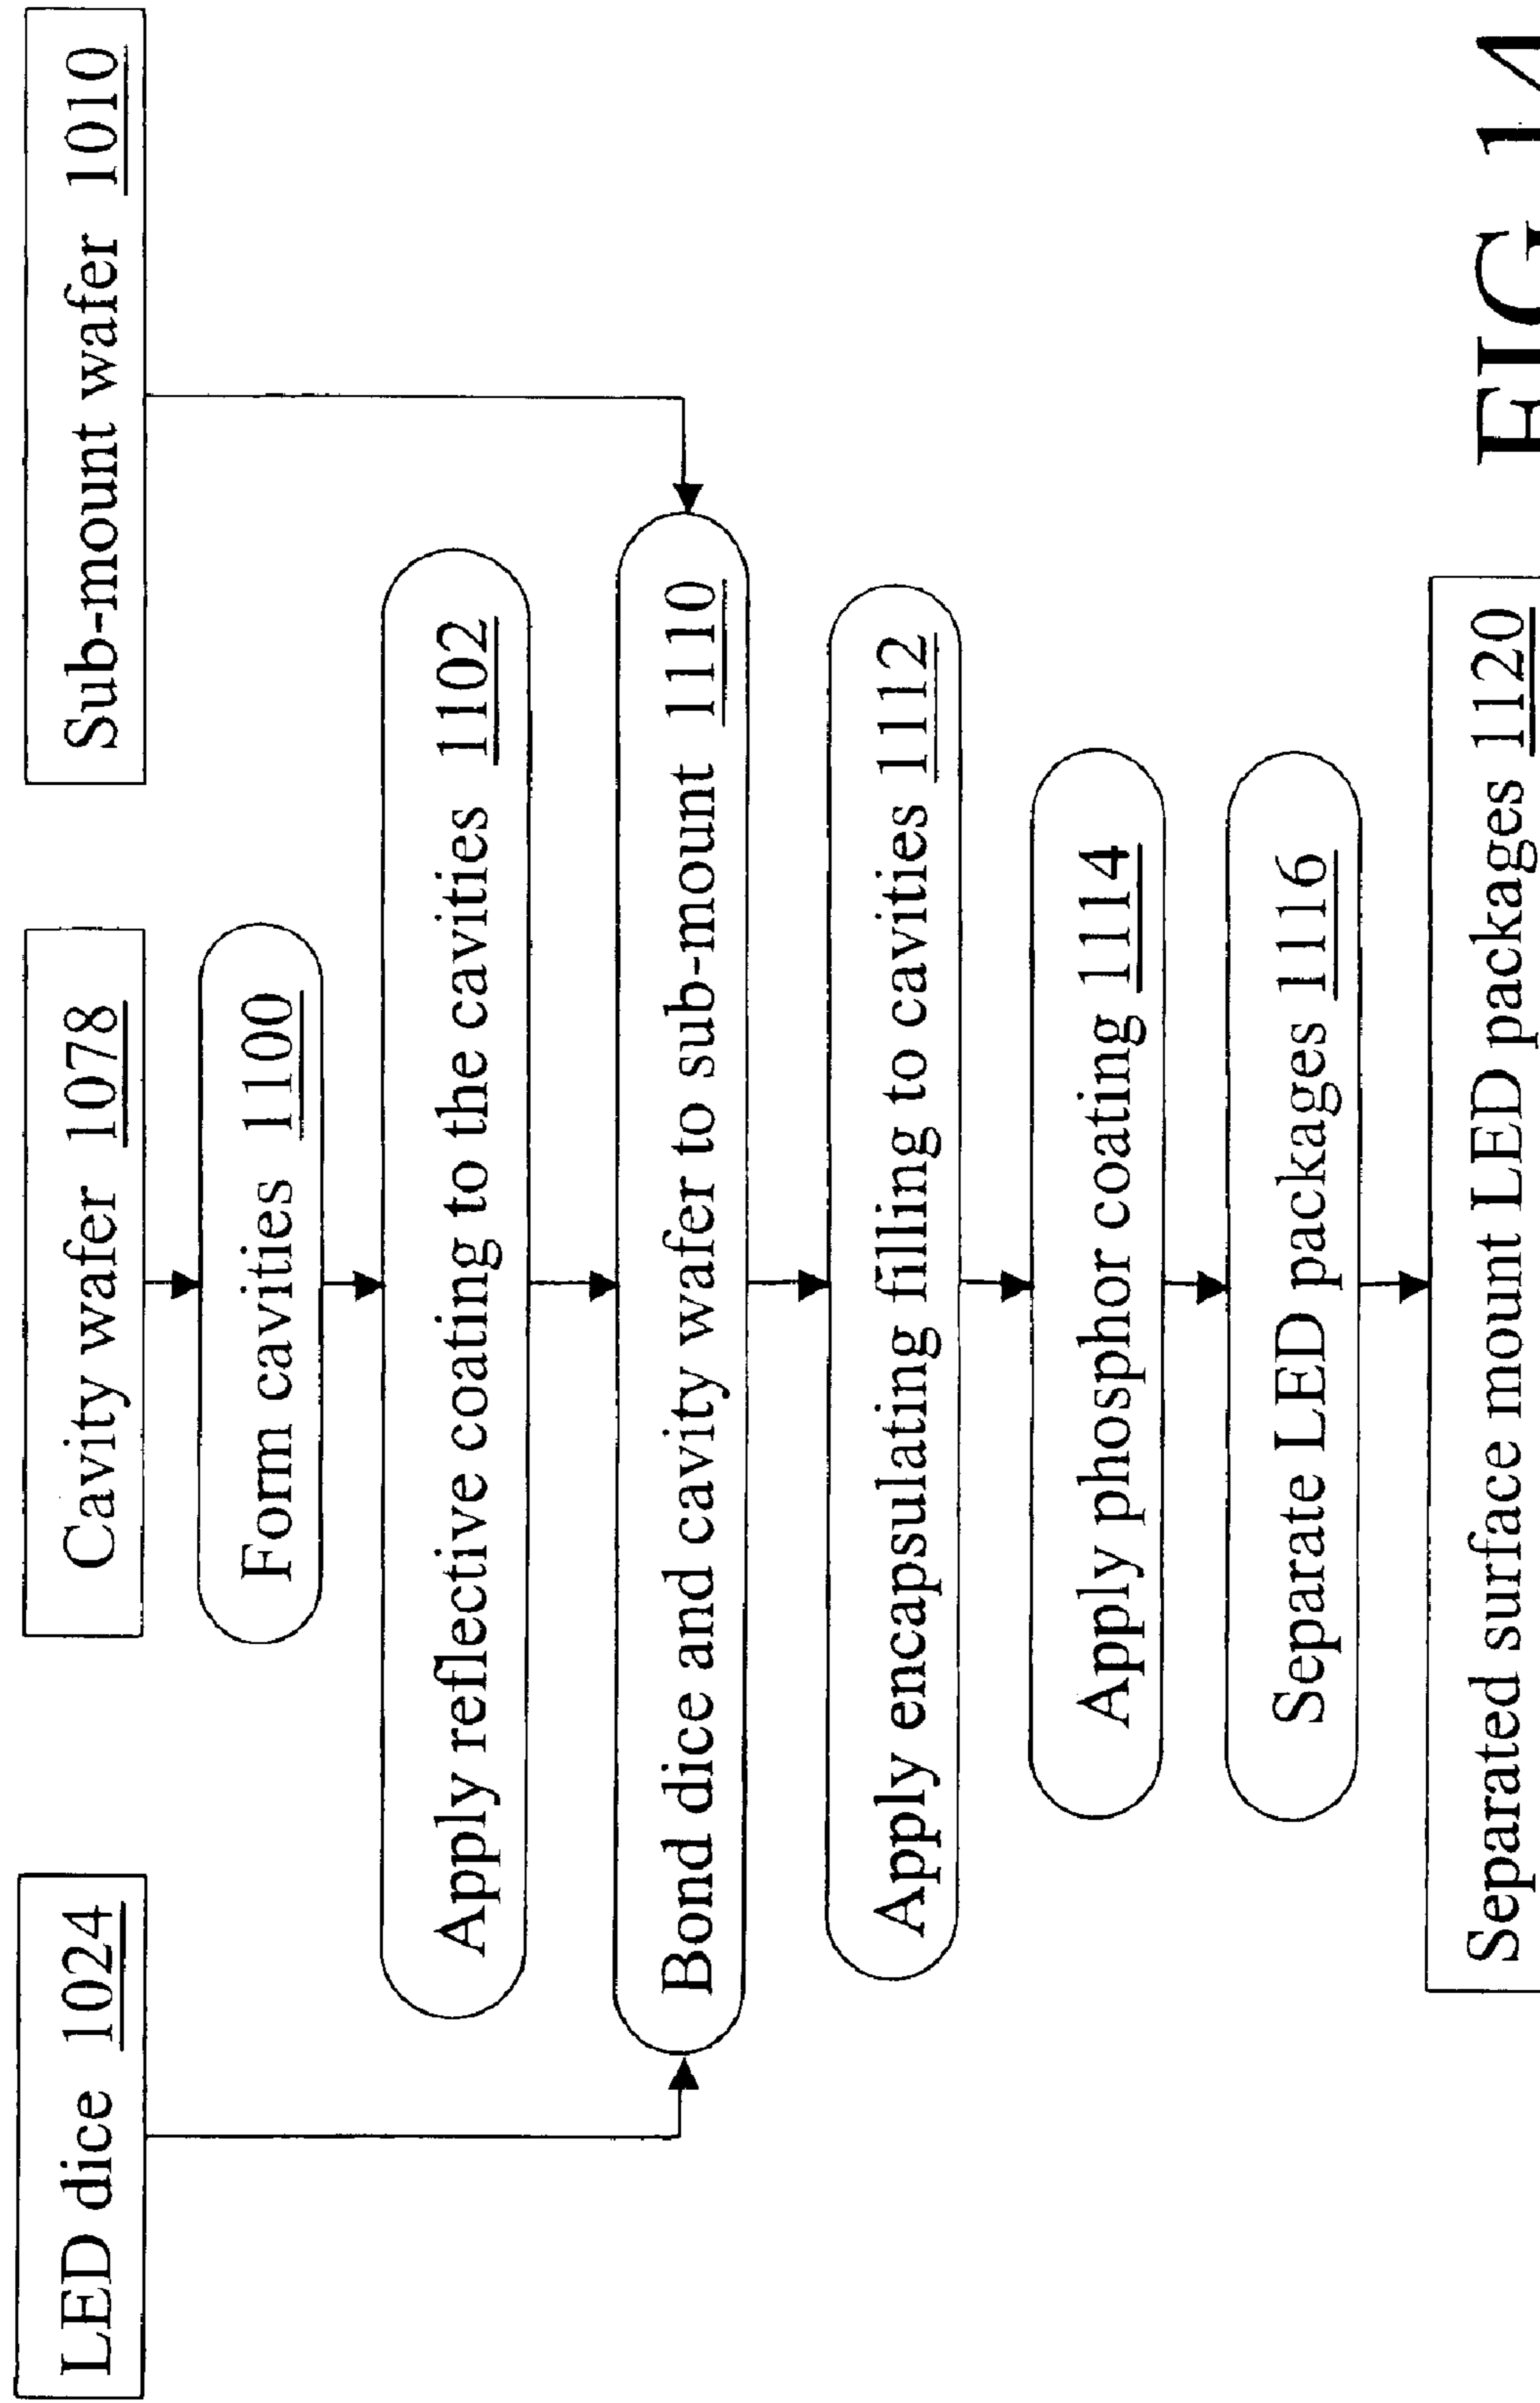 LED dice 1024
Cavity wafer 1078
Sub-mount wafer 1010
Form cavities 1100
Apply reflective coating to the cavities 1102
Bond dice and cavity wafer to sub-mount 1110
Apply encapsulating filling to cavities 1112
Apply phosphor coating 1114
Separate LED packages 1116
Separated surface mount LED packages 1120
FIG 14